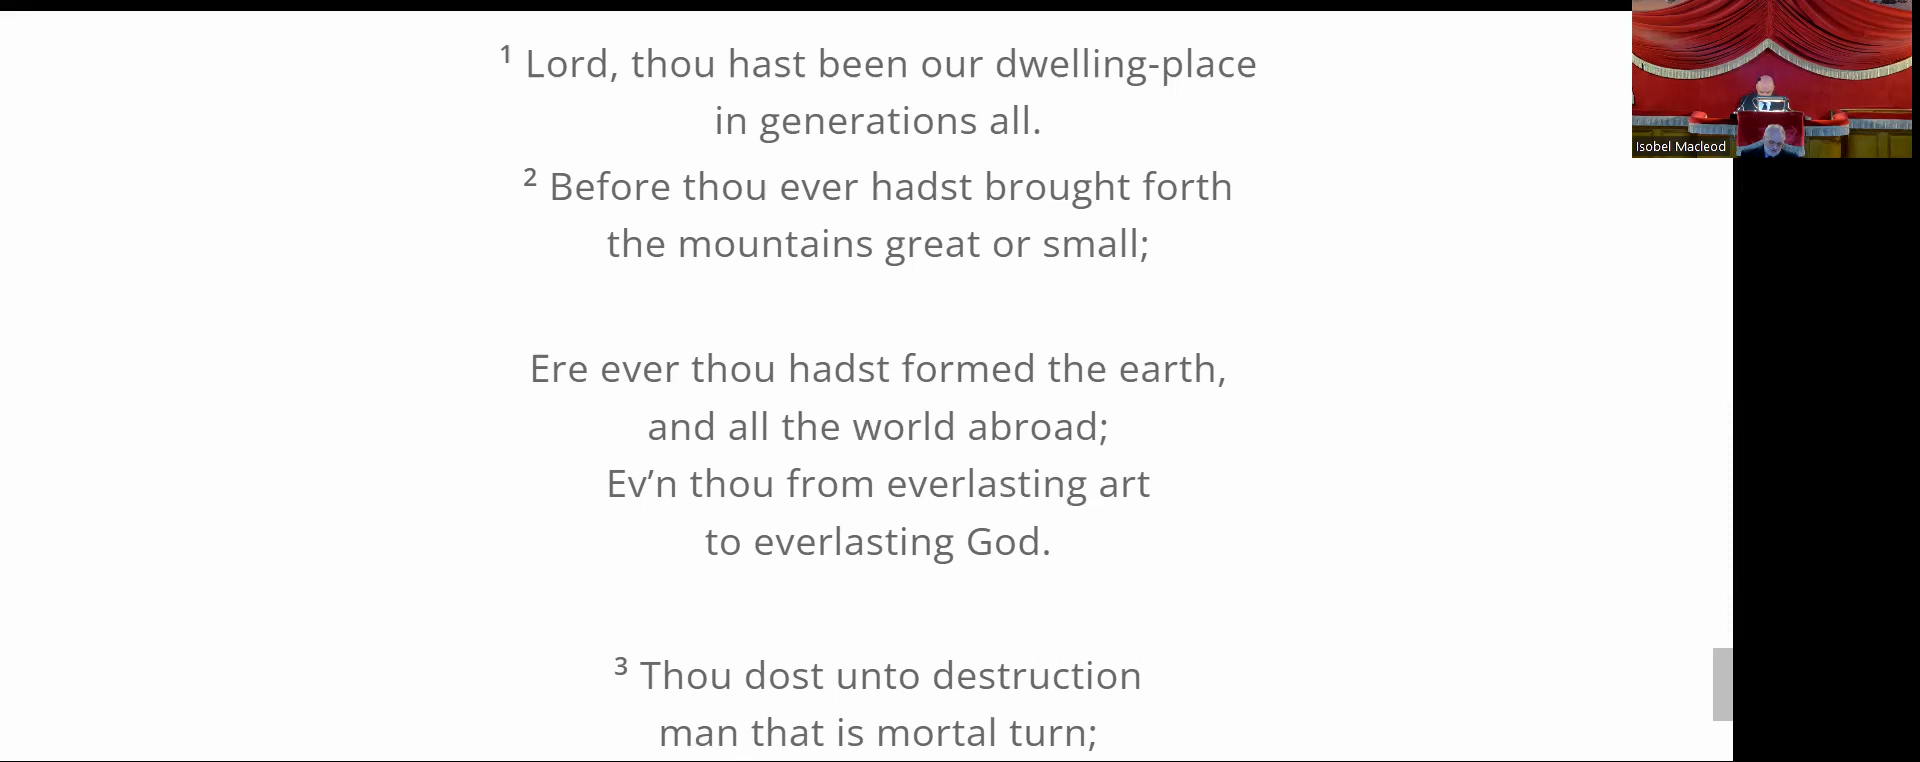 1 Lord, thou hast been our dwelling-place
in generations all.
2 Before thou ever hadst brought forth
the mountains great or small;
Ere ever thou hadst formed the earth,
and all the world abroad;
Ev’n thou from everlasting art
to everlasting God.
3 Thou dost unto destruction
man that is mortal turn;
Isobel Macleod